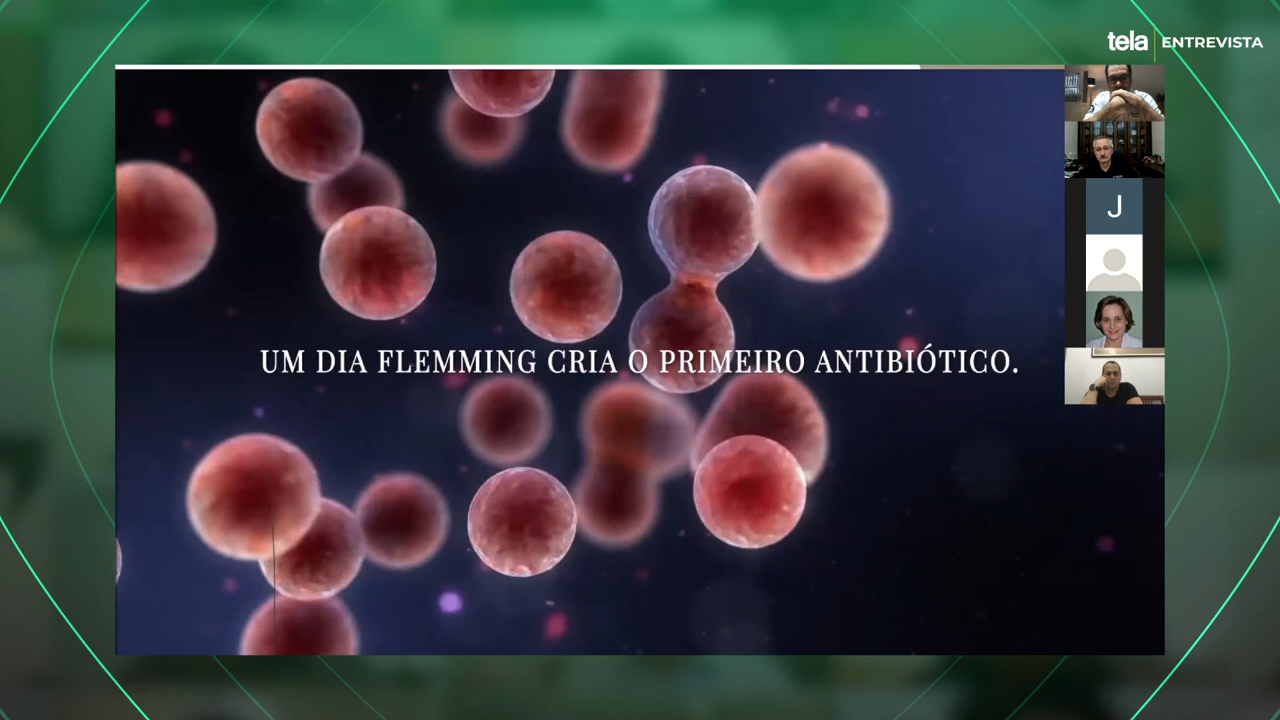 tela ENTREVISTA
J
UM DIA FLEMMING CRIA O PRIMEIRO ANTIBIÓTICO.